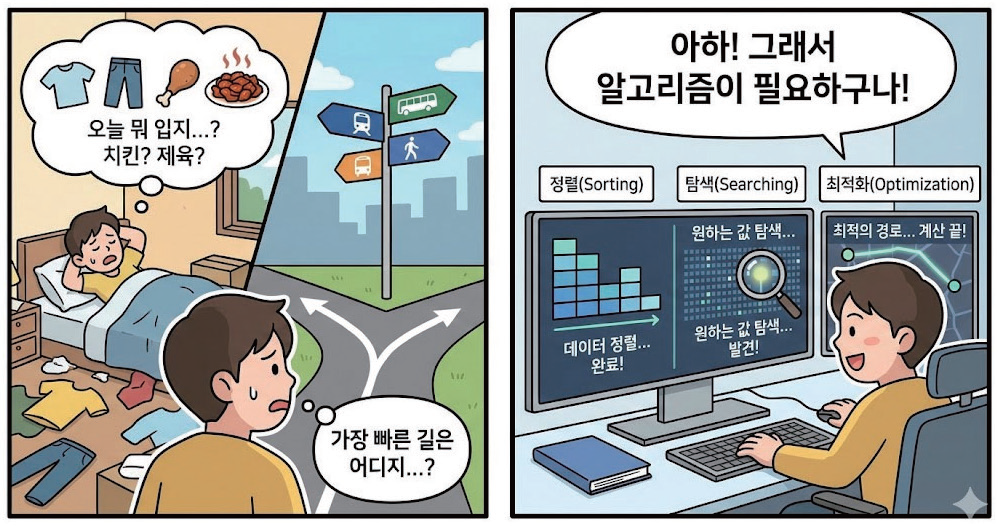 오늘 뭐 입지...?
치킨? 제육?
가장 빠른 길은
어디지...?
아하! 그래서
알고리즘이 필요하구나!
정렬(Sorting)
탐색(Searching)
최적화(Optimization)
데이터 정렬...
완료!
원하는 값 탐색...
원하는 값 탐색...
발견!
최적의 경로... 계산 끝!